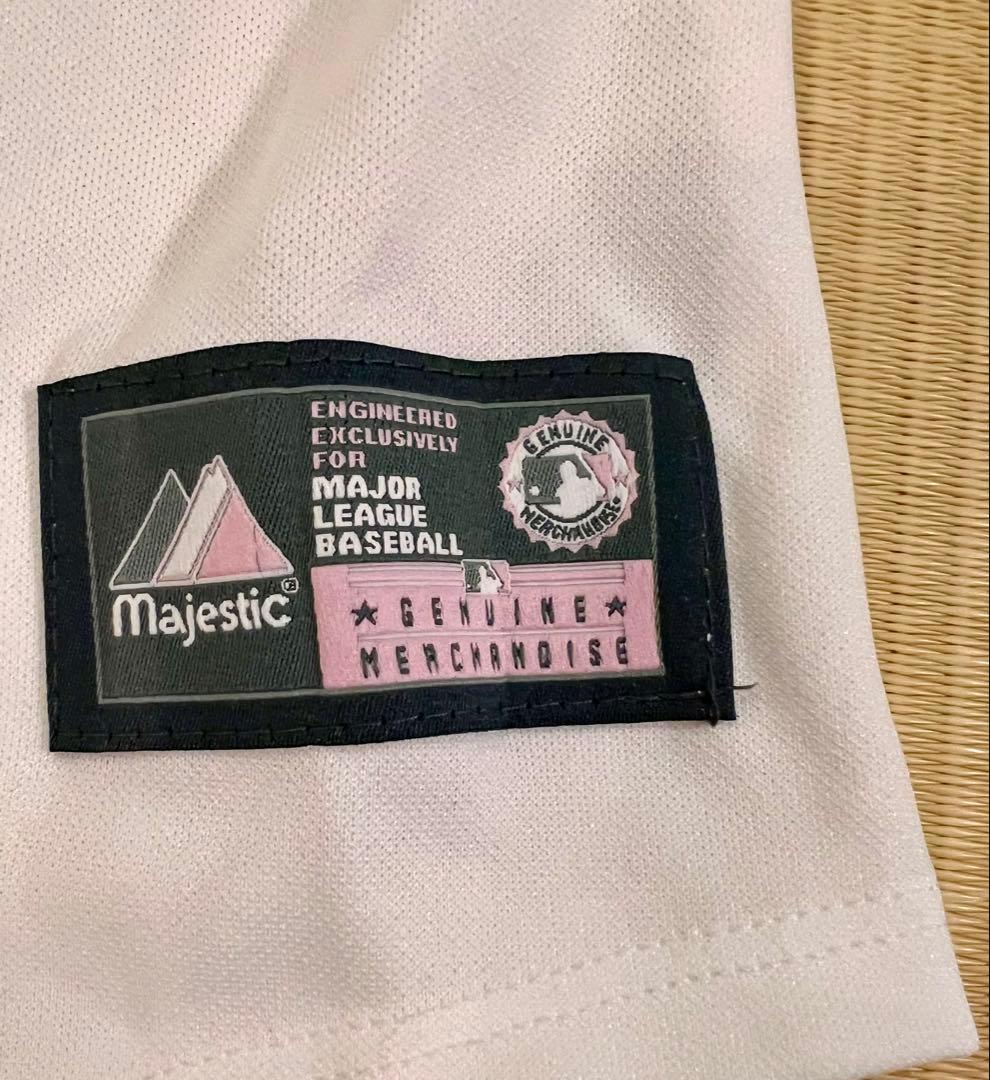 ENGINEERED
EXCLUSIVELY
FOR
MAJOR
LEAGUE
BASEBALL
GENUINE
MERCHANDISE
Majestic®
★ GENUINE ★
MERCHANDISE